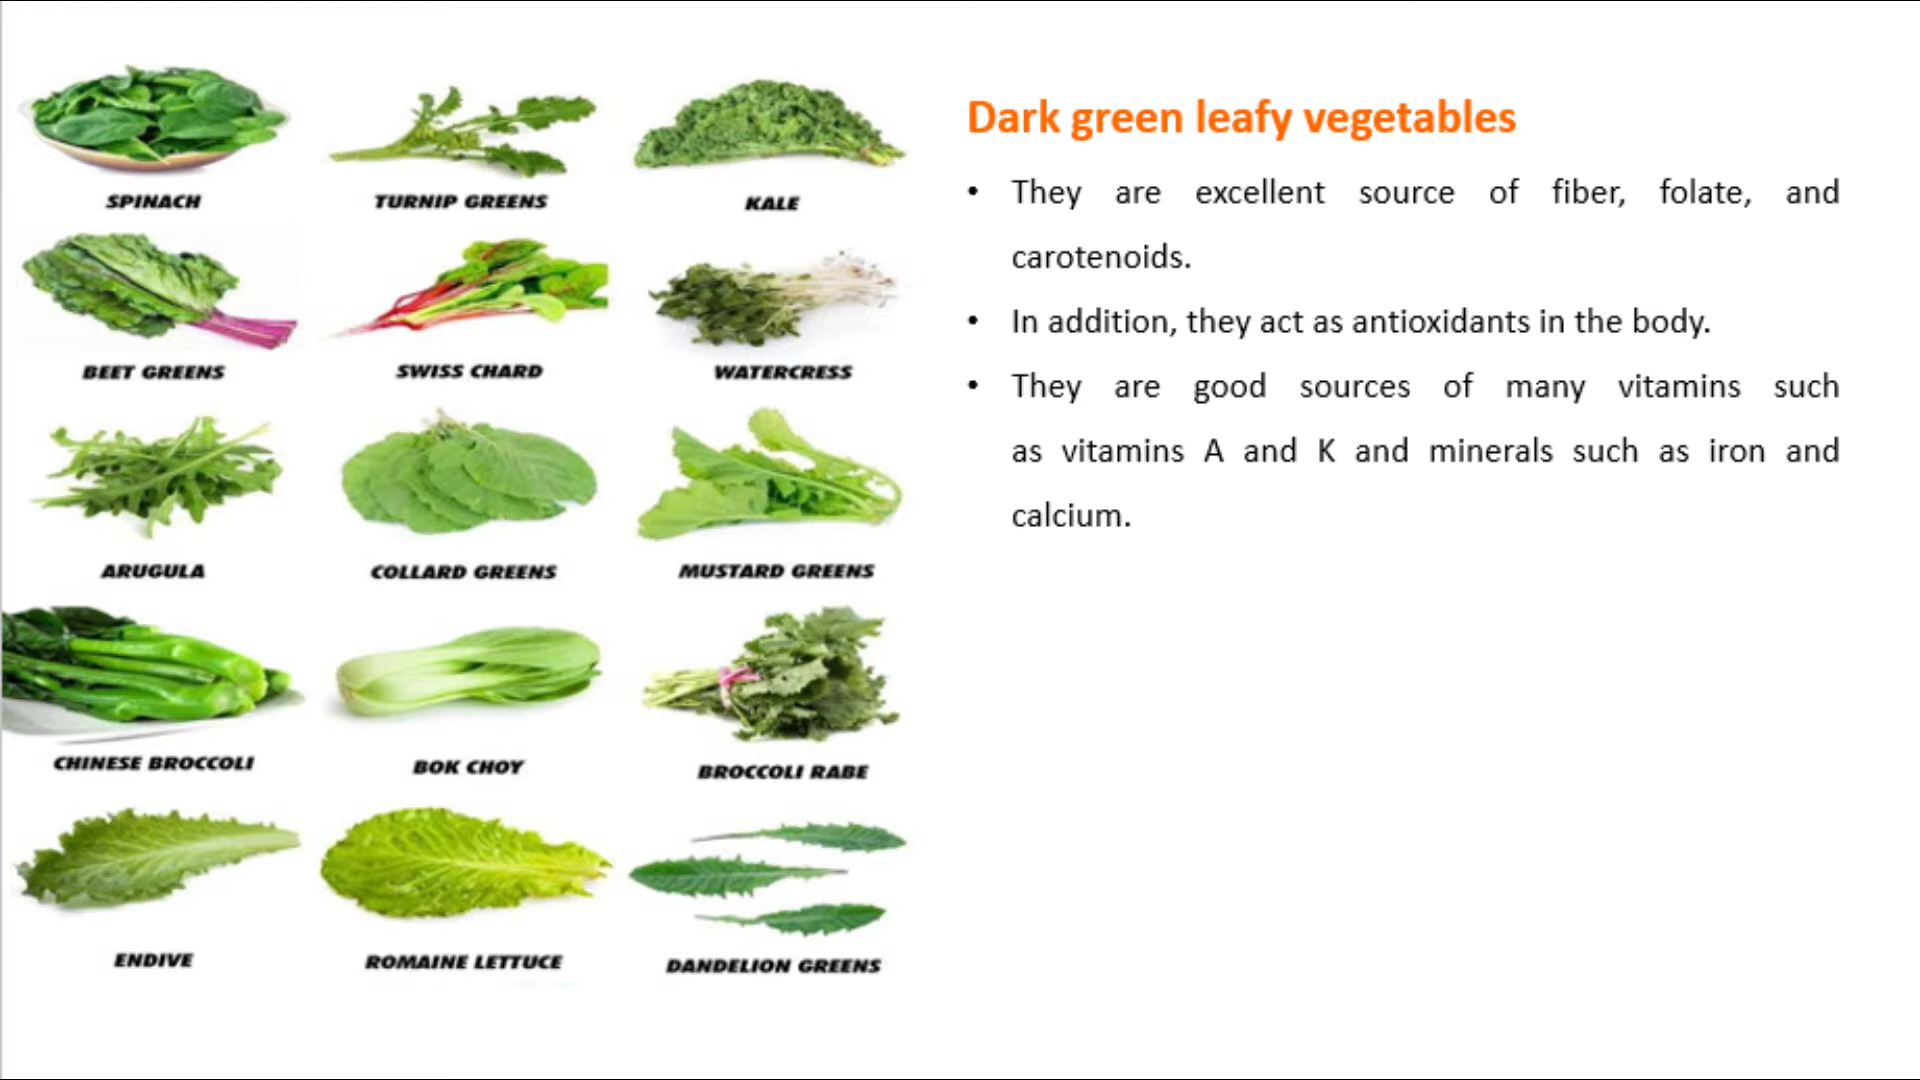 SPINACH
TURNIP GREENS
KALE
BEET GREENS
SWISS CHARD
WATERCRESS
ARUGULA
COLLARD GREENS
MUSTARD GREENS
CHINESE BROCCOLI
BOK CHOY
BROCCOLI RABE
ENDIVE
ROMAINE LETTUCE
DANDELION GREENS
Dark green leafy vegetables
• They are excellent source of fiber, folate, and
carotenoids.
• In addition, they act as antioxidants in the body.
• They are good sources of many vitamins such
as vitamins A and K and minerals such as iron and
calcium.